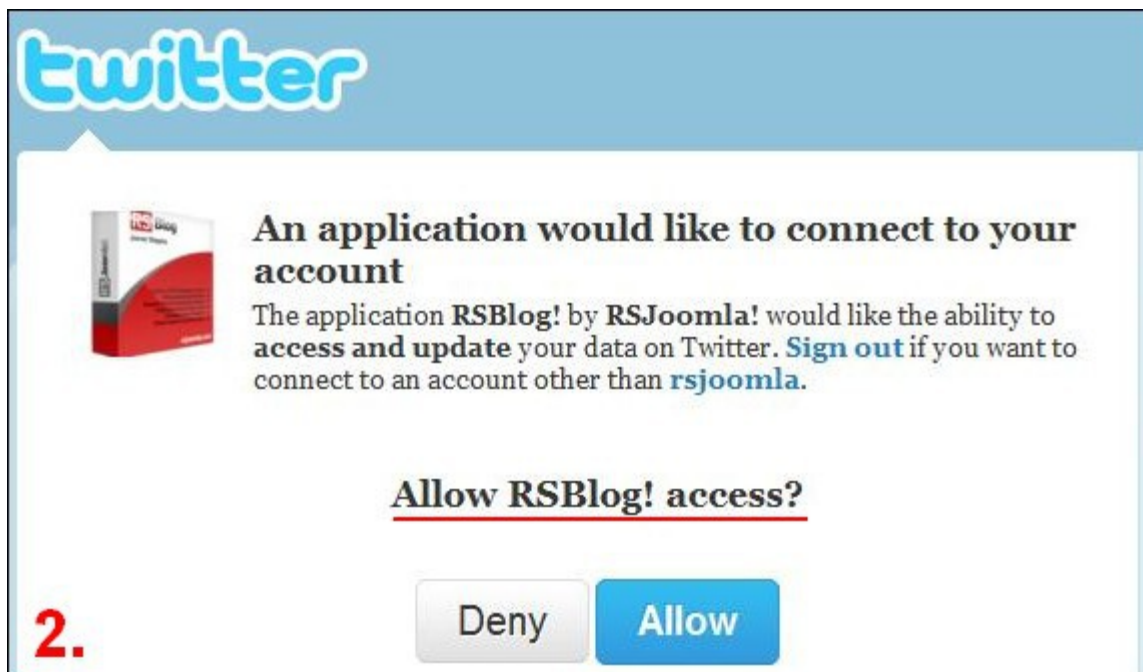 twitter
RS Blog
An application would like to connect to your
account
The application RSBlog! by RSJoomla! would like the ability to
access and update your data on Twitter. Sign out if you want to
connect to an account other than rsjoomla.
Allow RSBlog! access?
Deny Allow
2.